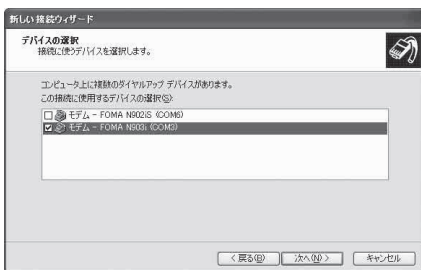 新しい接続ウィザード
デバイスの選択
接続に使うデバイスを選択します。
コンピュータ上に複数のダイヤルアップ デバイスがあります。
この接続に使用するデバイスの選択(S):
モデム - FOMA N902iS (COM6)
モデム - FOMA N903i (COM3)
< 戻る(B)
次へ(N) >
キャンセル